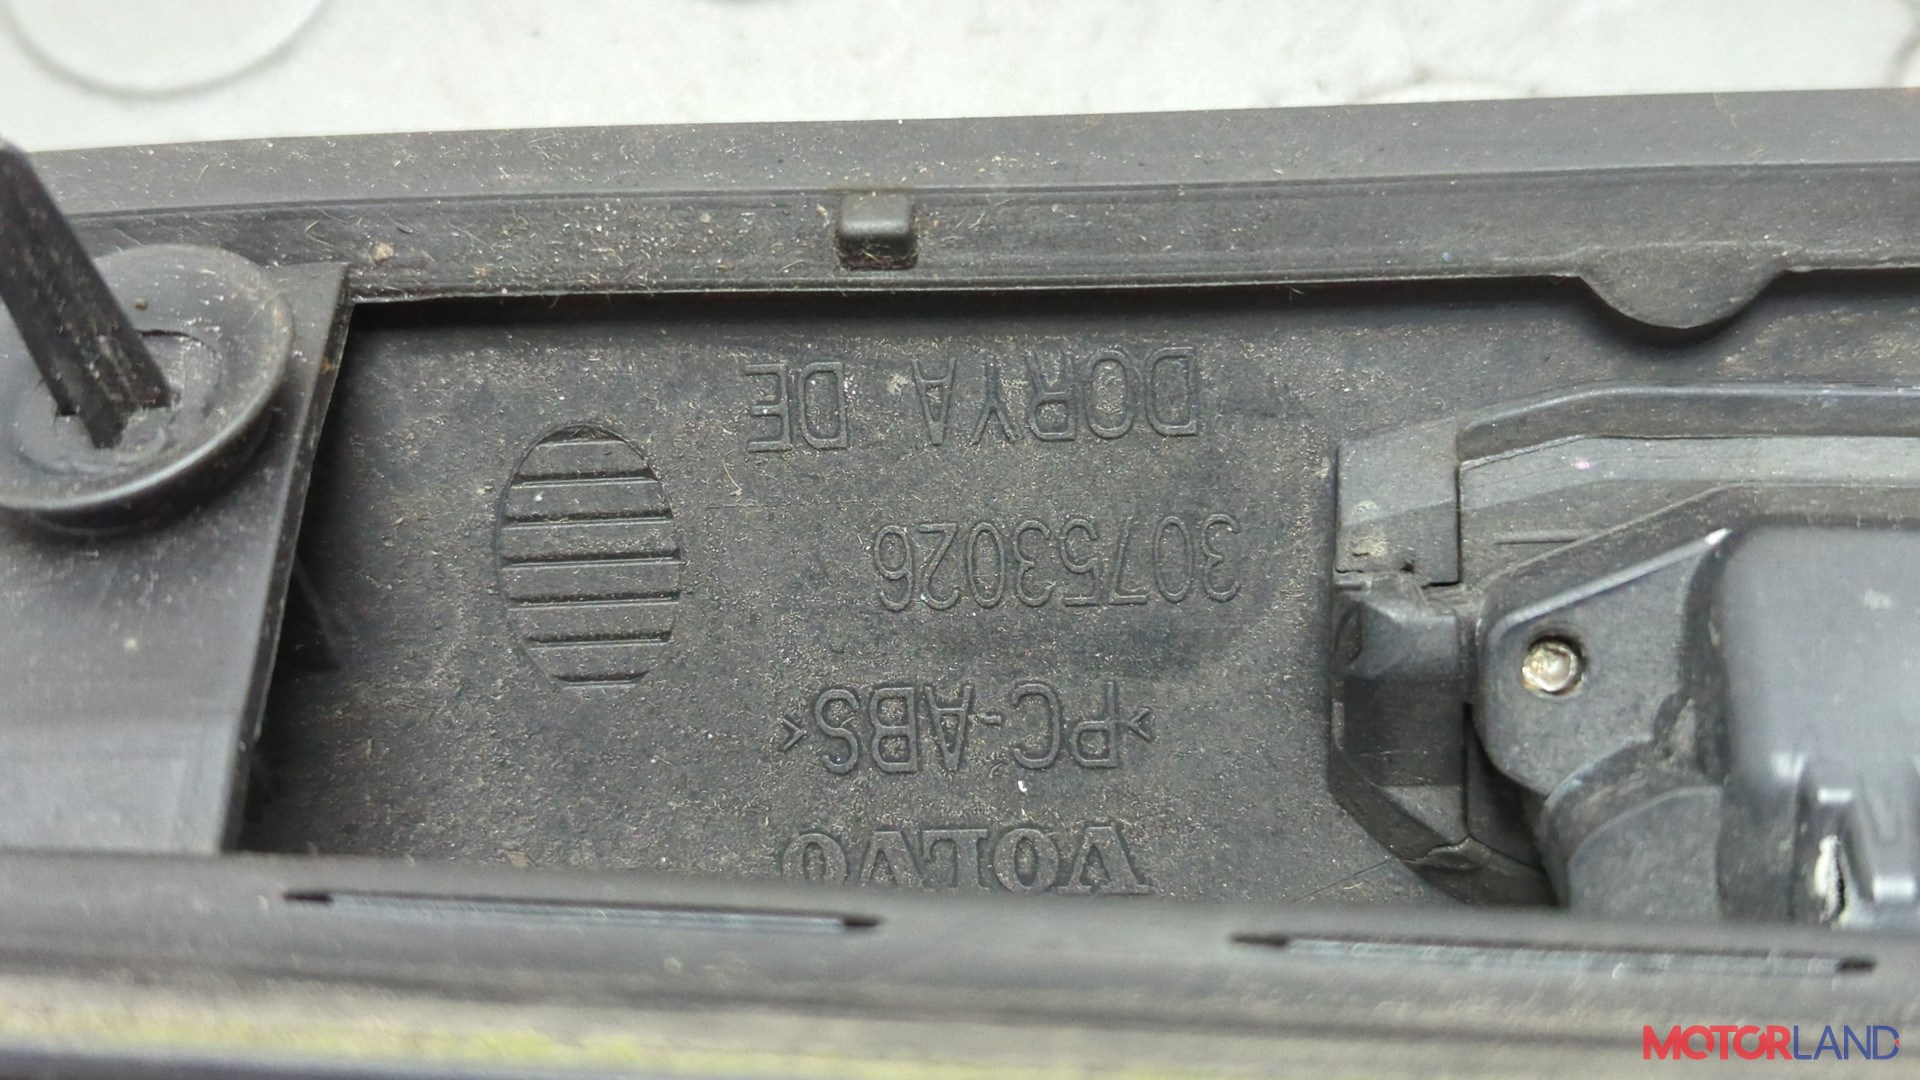 VOLVO
>PC-ABS<
30753026
DORYA DE
MOTORLAND